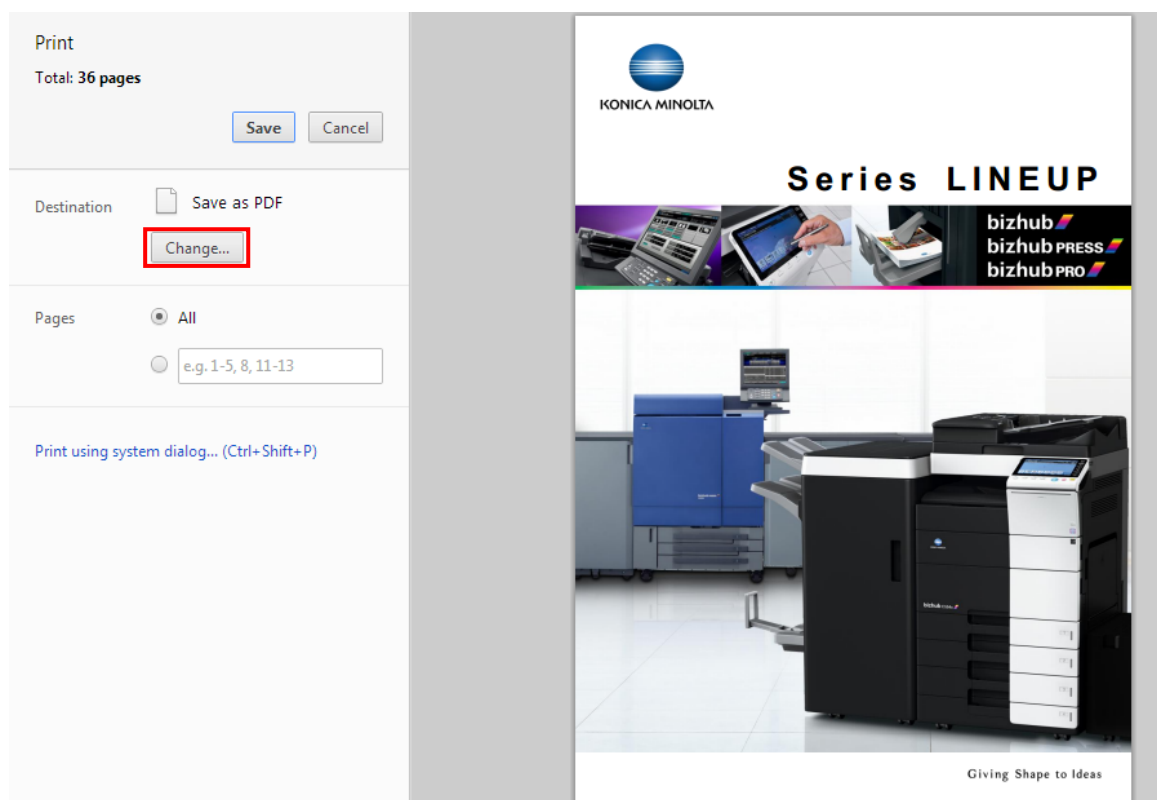 Print
Total: 36 pages
Save Cancel
Destination Save as PDF
Change...
Pages All
e.g. 1-5, 8, 11-13
Print using system dialog... (Ctrl+Shift+P)
KONICA MINOLTA
Series LINEUP
bizhub
bizhub PRESS
bizhub PRO
bizhub
Giving Shape to Ideas